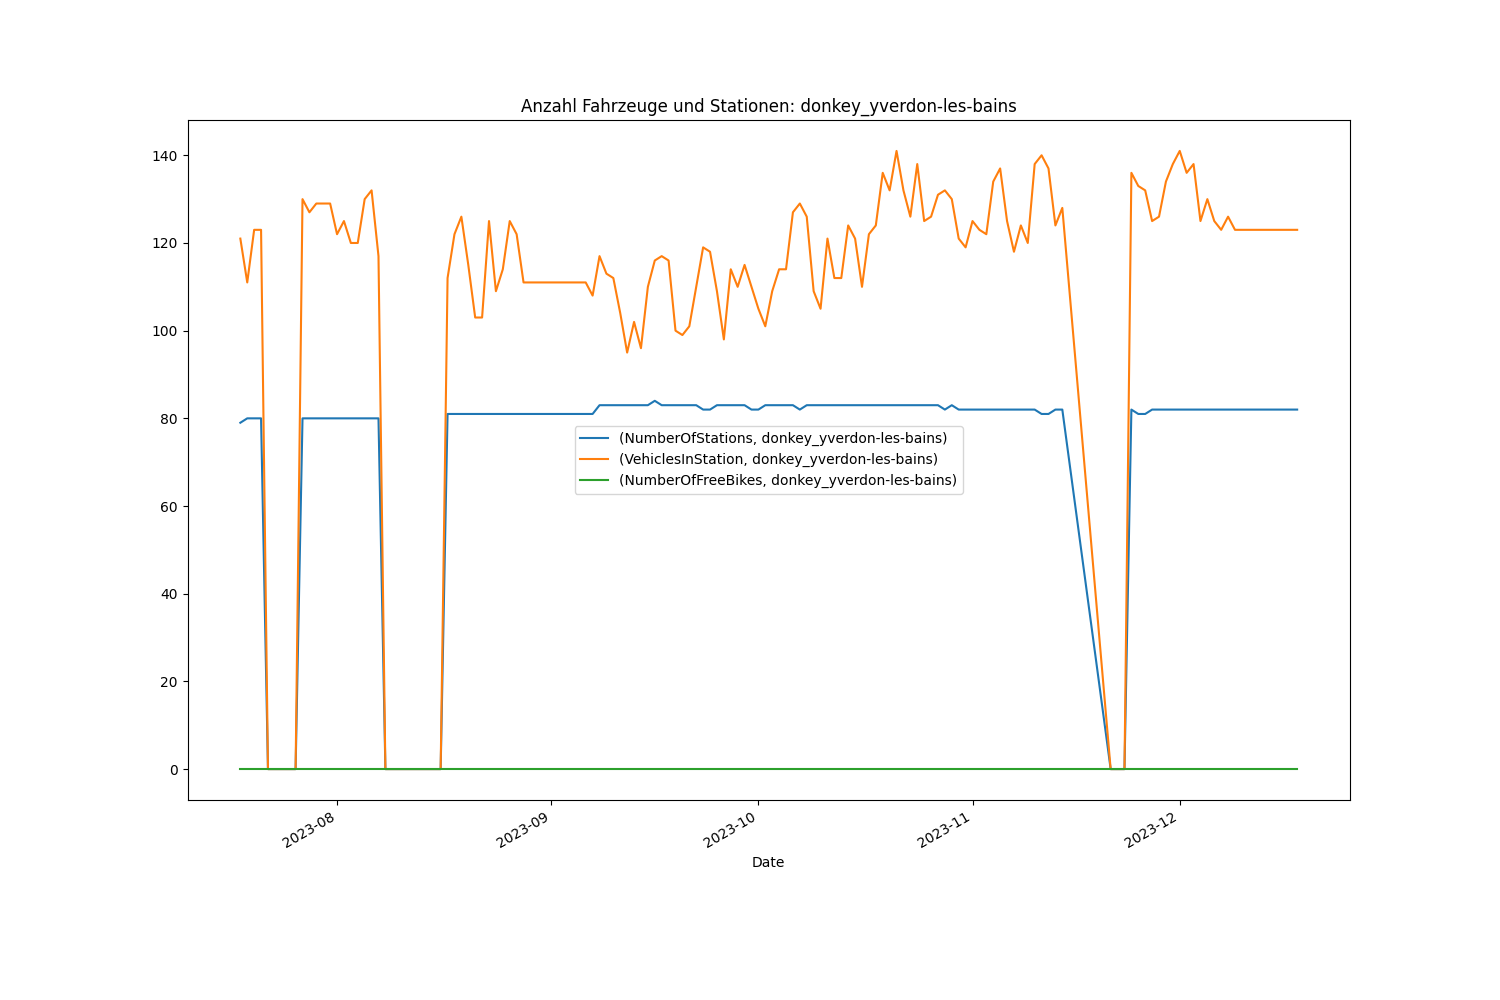 Anzahl Fahrzeuge und Stationen: donkey_yverdon-les-bains
140
120
100
80
60
40
20
0
(NumberOfStations, donkey_yverdon-les-bains)
(VehiclesInStation, donkey_yverdon-les-bains)
(NumberOfFreeBikes, donkey_yverdon-les-bains)
2023-08
2023-09
2023-10
2023-11
2023-12
Date